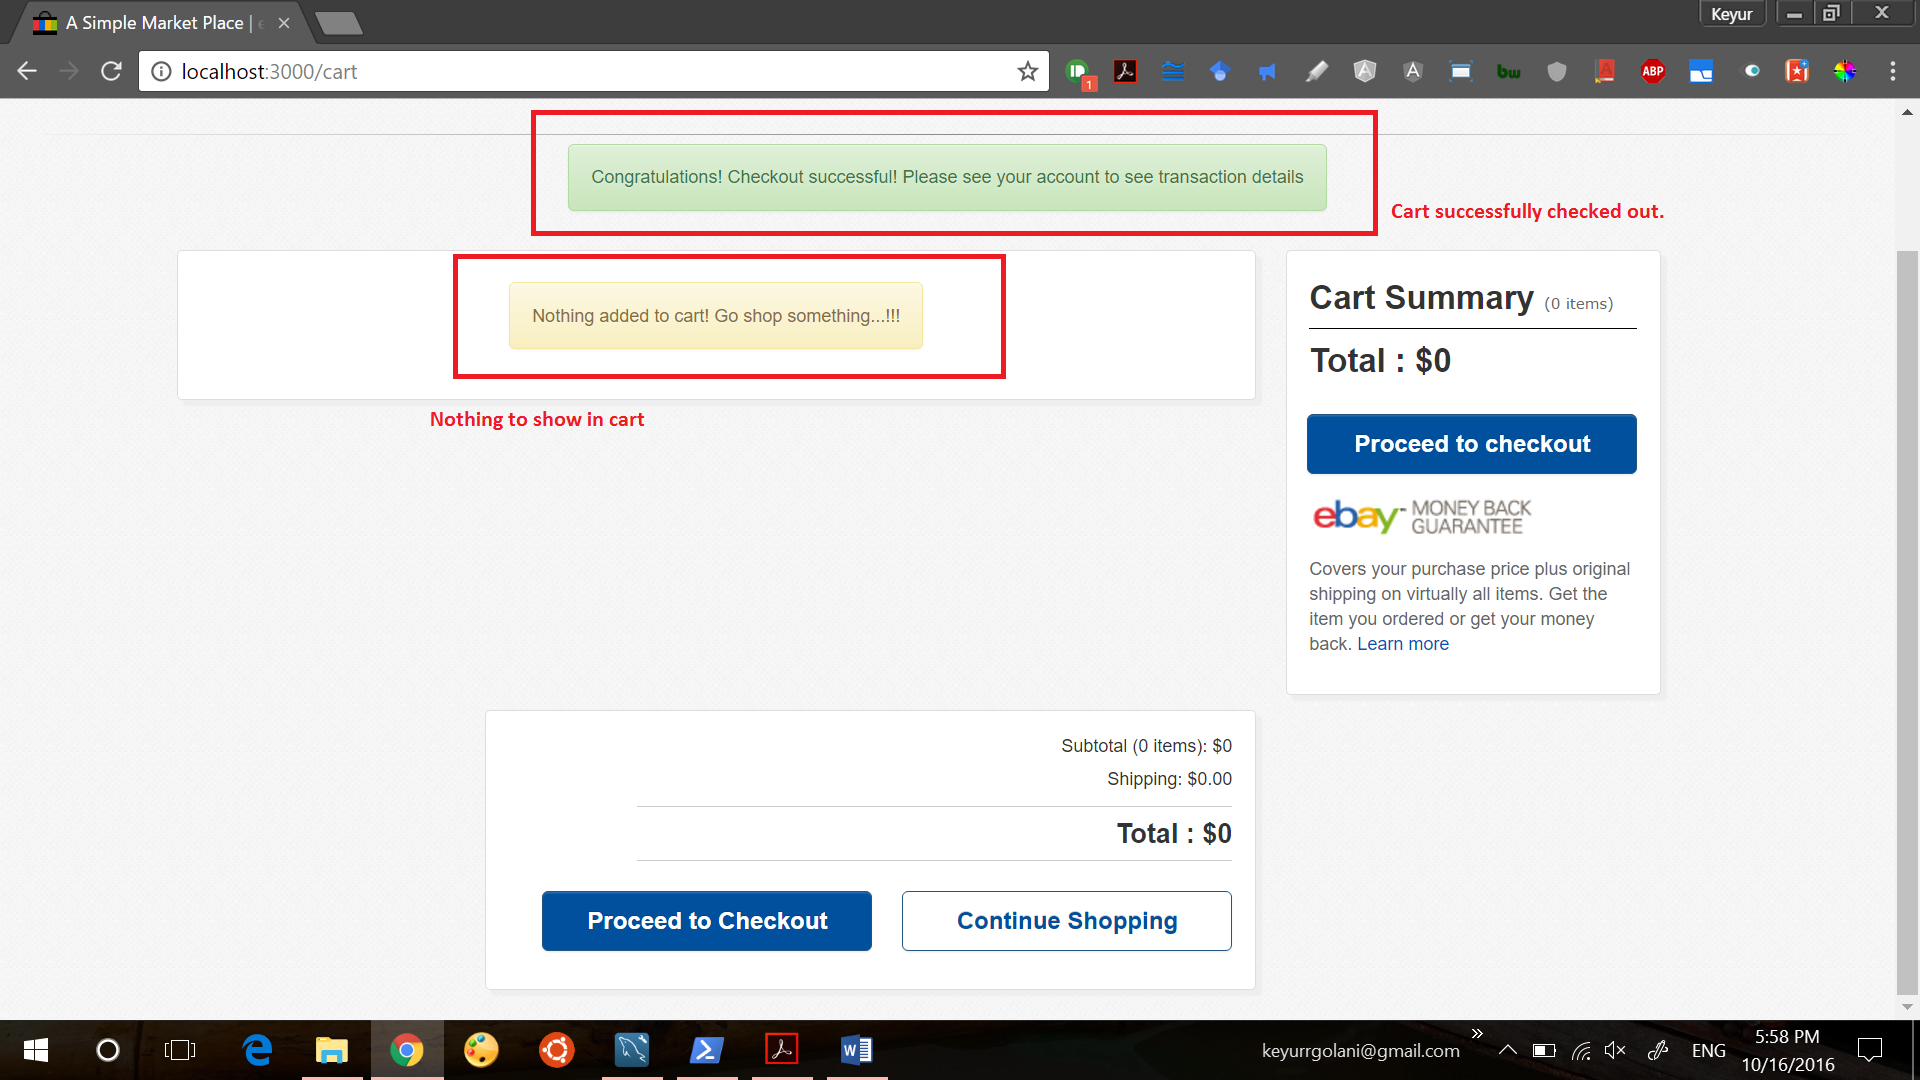 A Simple Market Place | e
Keyur
localhost:3000/cart
1
bw
ABP
Congratulations! Checkout successful! Please see your account to see transaction details
Cart successfully checked out.
Nothing added to cart! Go shop something...!!!
Nothing to show in cart
Cart Summary (0 items)
Total : $0
Proceed to checkout
ebay™ MONEY BACK
GUARANTEE
Covers your purchase price plus original
shipping on virtually all items. Get the
item you ordered or get your money
back. Learn more
Subtotal (0 items): $0
Shipping: $0.00
Total : $0
Proceed to Checkout
Continue Shopping
keyurrgolani@gmail.com
ENG
5:58 PM
10/16/2016